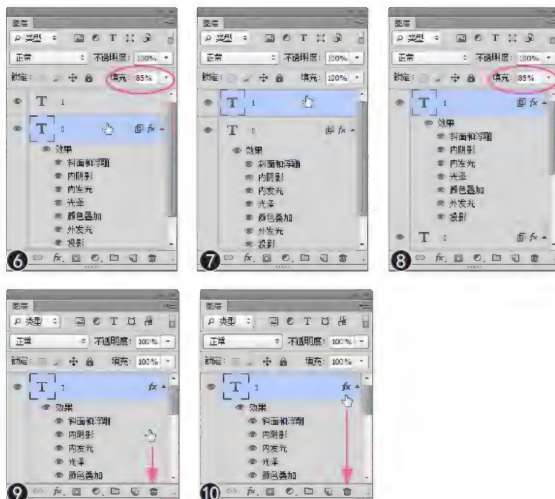 图层
类型
正常 不透明度: 100%
锁定: 填充: 85%
T 1
T 0 fx
效果
斜面和浮雕
内阴影
内发光
光泽
颜色叠加
外发光
投影
6
图层
类型
正常 不透明度: 100%
锁定: 填充: 100%
T 1
T 0 fx
效果
斜面和浮雕
内阴影
内发光
光泽
颜色叠加
外发光
投影
7
图层
类型
正常 不透明度: 100%
锁定: 填充: 85%
T 1 fx
效果
斜面和浮雕
内阴影
内发光
光泽
颜色叠加
外发光
投影
T 0 fx
8
图层
类型
正常 不透明度: 100%
锁定: 填充: 100%
T 1 fx
效果
斜面和浮雕
内阴影
内发光
光泽
颜色叠加
9
图层
类型
正常 不透明度: 100%
锁定: 填充: 100%
T 1 fx
效果
斜面和浮雕
内阴影
内发光
光泽
颜色叠加
10